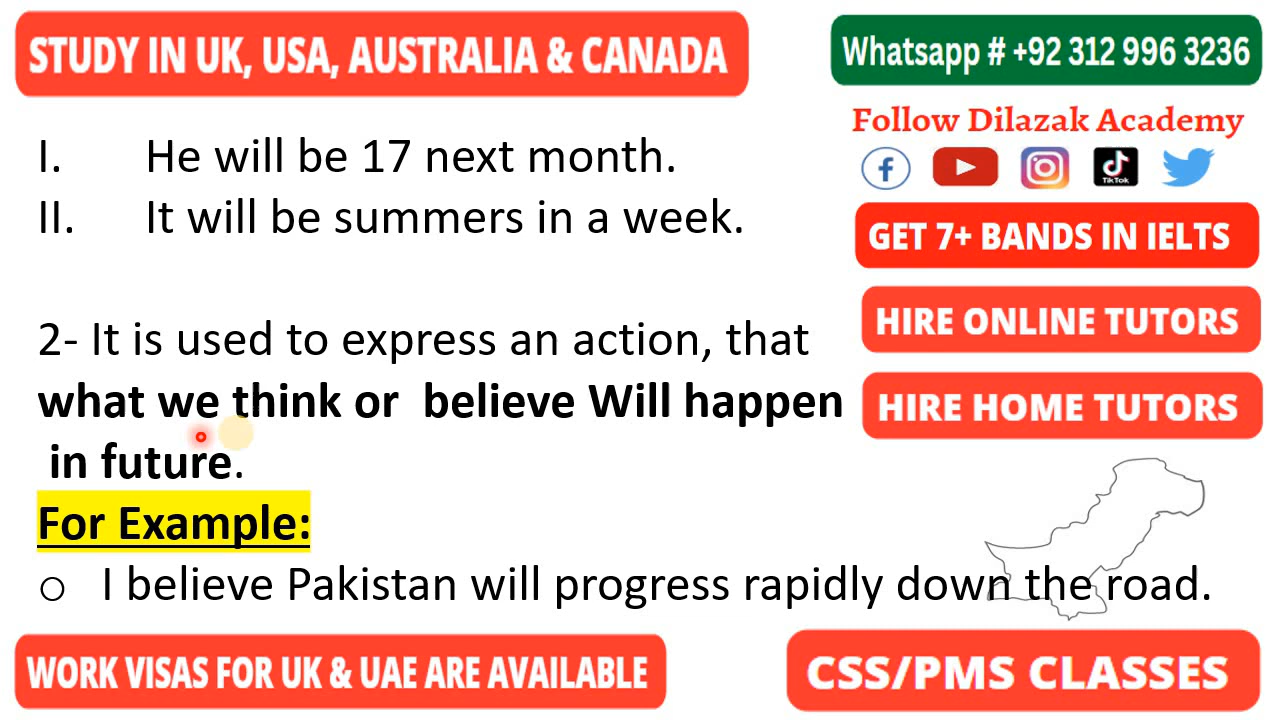 STUDY IN UK, USA, AUSTRALIA & CANADA
Whatsapp # +92 312 996 3236
Follow Dilazak Academy
TikTok
I. He will be 17 next month.
II. It will be summers in a week.
GET 7+ BANDS IN IELTS
HIRE ONLINE TUTORS
HIRE HOME TUTORS
2- It is used to express an action, that
what we think or believe Will happen
in future.
For Example:
o I believe Pakistan will progress rapidly down the road.
WORK VISAS FOR UK & UAE ARE AVAILABLE
CSS/PMS CLASSES